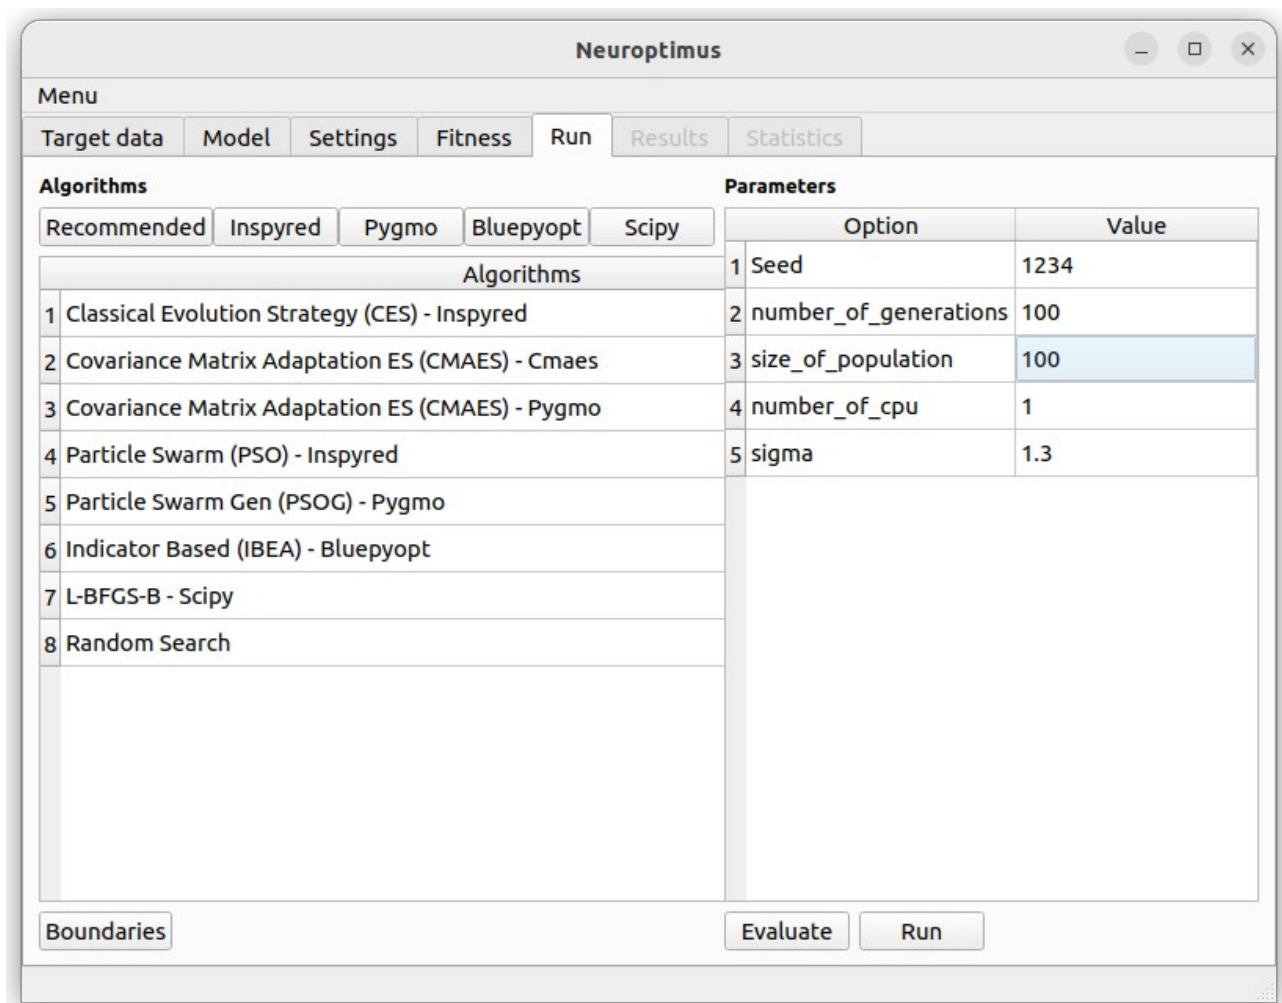 Neuroptimus
Menu
Target data Model Settings Fitness Run Results Statistics
Algorithms
Recommended Inspyred Pygmo Bluepyopt Scipy
Algorithms
1 Classical Evolution Strategy (CES) - Inspyred
2 Covariance Matrix Adaptation ES (CMAES) - Cmaes
3 Covariance Matrix Adaptation ES (CMAES) - Pygmo
4 Particle Swarm (PSO) - Inspyred
5 Particle Swarm Gen (PSOG) - Pygmo
6 Indicator Based (IBEA) - Bluepyopt
7 L-BFGS-B - Scipy
8 Random Search
Boundaries
Parameters
Option Value
1 Seed 1234
2 number_of_generations 100
3 size_of_population 100
4 number_of_cpu 1
5 sigma 1.3
Evaluate Run